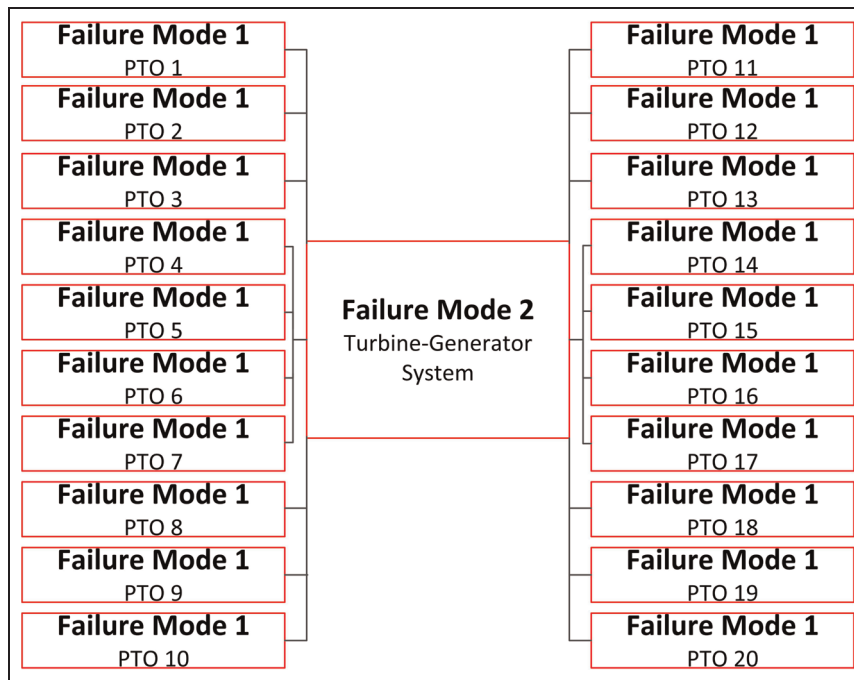 Failure Mode 1
PTO 1
Failure Mode 1
PTO 2
Failure Mode 1
PTO 3
Failure Mode 1
PTO 4
Failure Mode 1
PTO 5
Failure Mode 1
PTO 6
Failure Mode 1
PTO 7
Failure Mode 1
PTO 8
Failure Mode 1
PTO 9
Failure Mode 1
PTO 10
Failure Mode 2
Turbine-Generator
System
Failure Mode 1
PTO 11
Failure Mode 1
PTO 12
Failure Mode 1
PTO 13
Failure Mode 1
PTO 14
Failure Mode 1
PTO 15
Failure Mode 1
PTO 16
Failure Mode 1
PTO 17
Failure Mode 1
PTO 18
Failure Mode 1
PTO 19
Failure Mode 1
PTO 20